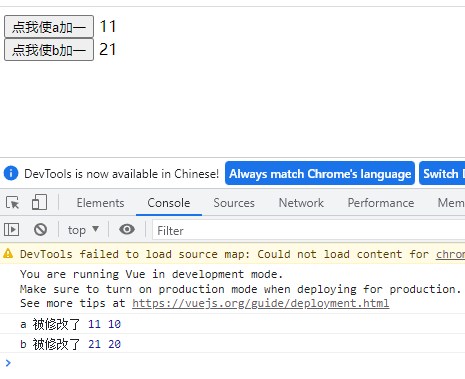 点我使a加一 11
点我使b加一 21
DevTools is now available in Chinese! Always match Chrome's language Switch
Elements Console Sources Network Performance Mem
top Filter
DevTools failed to load source map: Could not load content for chro
You are running Vue in development mode.
Make sure to turn on production mode when deploying for production.
See more tips at https://vuejs.org/guide/deployment.html
a 被修改了 11 10
b 被修改了 21 20